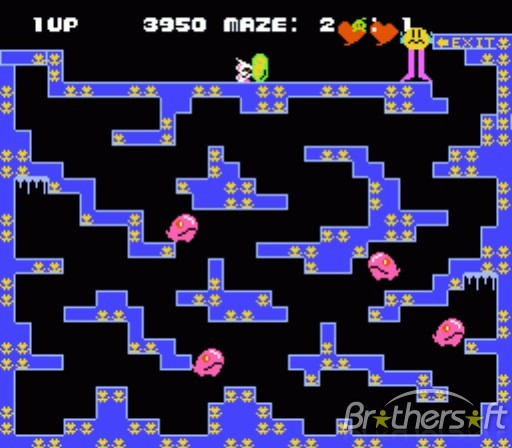 1UP 3950 MAZE: 2 : 1
EXIT
Brothersoft